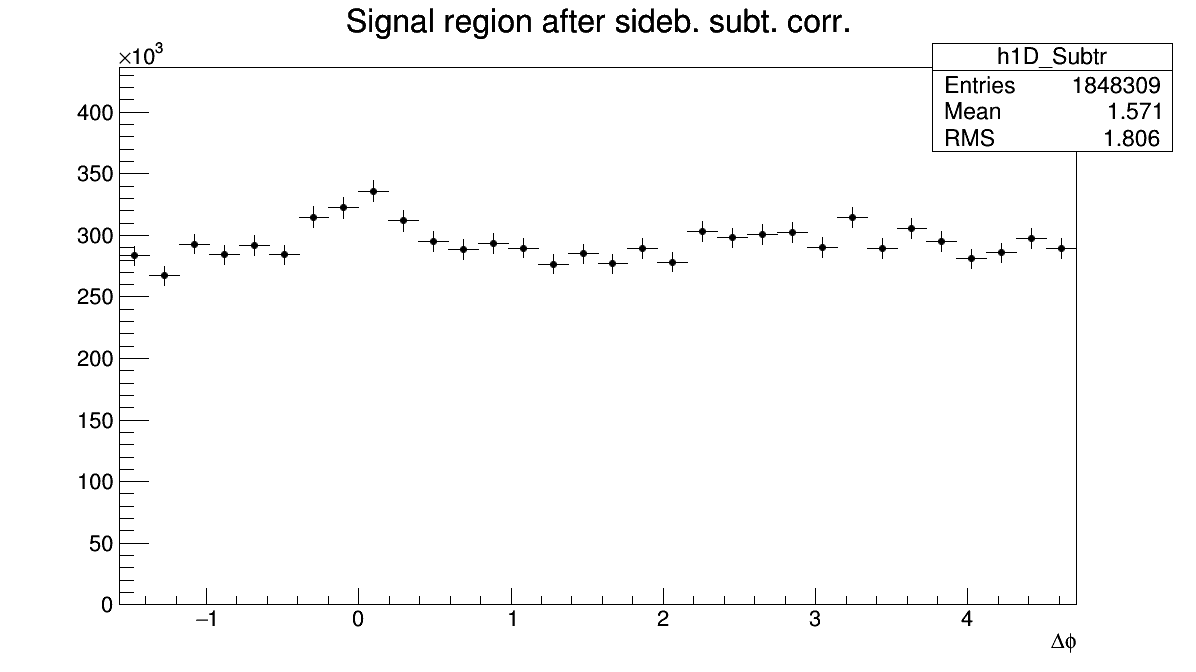 Signal region after sideb. subt. corr.
×10³
h1D_Subtr
Entries 1848309
Mean 1.571
RMS 1.806
400
350
300
250
200
150
100
50
0
−1 0 1 2 3 4
Δϕ